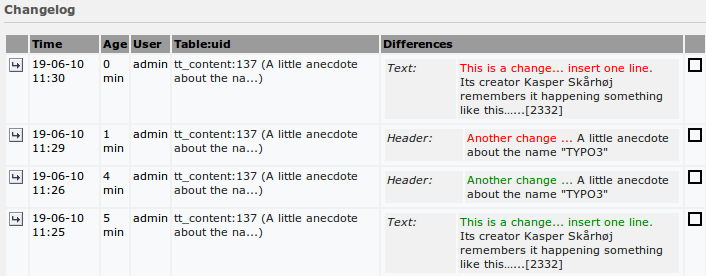 Changelog
Time Age User Table:uid Differences
19-06-10 11:30 0 min admin tt_content:137 (A little anecdote about the na...) Text: This is a change... insert one line.
Its creator Kasper Skårhøj
remembers it happening something
like this......[2332]
19-06-10 11:29 1 min admin tt_content:137 (A little anecdote about the na...) Header: Another change ... A little anecdote
about the name "TYPO3"
19-06-10 11:26 4 min admin tt_content:137 (A little anecdote about the na...) Header: Another change ... A little anecdote
about the name "TYPO3"
19-06-10 11:25 5 min admin tt_content:137 (A little anecdote about the na...) Text: This is a change... insert one line.
Its creator Kasper Skårhøj
remembers it happening something
like this......[2332]